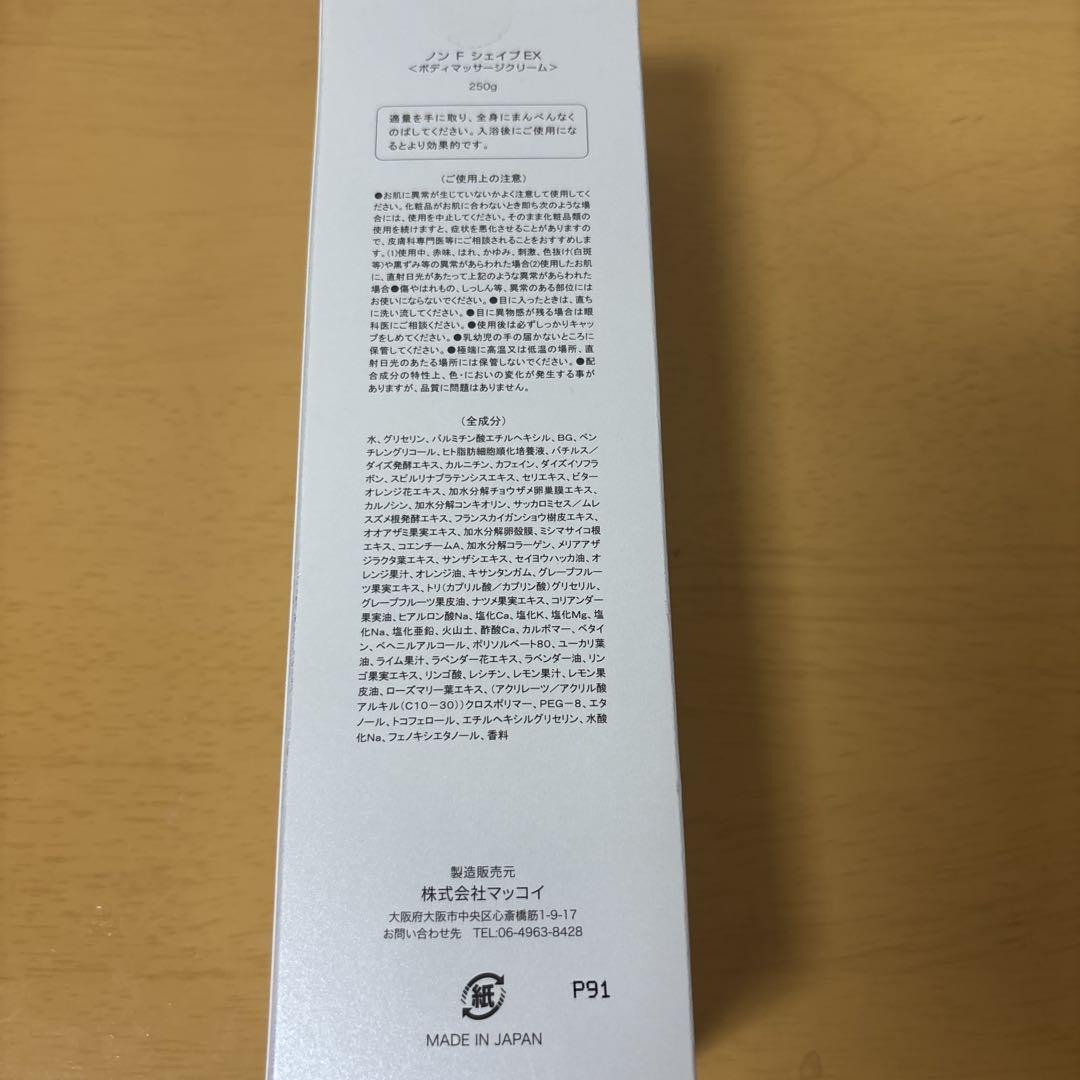 ノン F シェイプEX
＜ボディマッサージクリーム＞
250g
適量を手に取り、全身にまんべんなく
のばしてください。入浴後にご使用にな
るとより効果的です。
（ご使用上の注意）
●お肌に異常が生じていないかよく注意して使用してく
ださい。化粧品がお肌に合わないとき即ち次のような場
合には、使用を中止してください。そのまま化粧品類の
使用を続けますと、症状を悪化させることがありますの
で、皮膚科専門医等にご相談されることをおすすめしま
す。(1)使用中、赤味、はれ、かゆみ、刺激、色抜け(白斑
等)や黒ずみ等の異常があらわれた場合(2)使用したお肌
に、直射日光があたって上記のような異常があらわれた
場合●傷やはれもの、しっしん等、異常のある部位には
お使いにならないでください。●目に入ったときは、直ち
に洗い流してください。●目に異物感が残る場合は眼
科医にご相談ください。●使用後は必ずしっかりキャッ
プをしめてください。●乳幼児の手の届かないところに
保管してください。●極端に高温又は低温の場所、直
射日光のあたる場所には保管しないでください。●配
合成分の特性上、色・においの変化が発生する事が
ありますが、品質に問題はありません。
（全成分）
水、グリセリン、パルミチン酸エチルヘキシル、BG、ペン
チレングリコール、ヒト脂肪細胞順化培養液、バチルス／
ダイズ発酵エキス、カルニチン、カフェイン、ダイズイソフラ
ボン、スピルリナプラテンシスエキス、セリエキス、ビター
オレンジ花エキス、加水分解チョウザメ卵巣膜エキス、
カルノシン、加水分解コンキオリン、サッカロミセス／ムレ
スズメ根発酵エキス、フランスカイガンショウ樹皮エキス、
オオアザミ果実エキス、加水分解卵殻膜、ミシマサイコ根
エキス、コエンチームA、加水分解コラーゲン、メリアアザ
ジラクタ葉エキス、サンザシエキス、セイヨウハッカ油、オ
レンジ果汁、オレンジ油、キサンタンガム、グレープフルー
ツ果実エキス、トリ（カプリル酸／カプリン酸）グリセリル、
グレープフルーツ果皮油、ナツメ果実エキス、コリアンダー
果実油、ヒアルロン酸Na、塩化Ca、塩化K、塩化Mg、塩
化Na、塩化亜鉛、火山土、酢酸Ca、カルボマー、ベタイ
ン、ベヘニルアルコール、ポリソルベート80、ユーカリ葉
油、ライム果汁、ラベンダー花エキス、ラベンダー油、リン
ゴ果実エキス、リンゴ酸、レシチン、レモン果汁、レモン果
皮油、ローズマリー葉エキス、（アクリレーツ／アクリル酸
アルキル（C10－30））クロスポリマー、PEG－8、エタ
ノール、トコフェロール、エチルヘキシルグリセリン、水酸
化Na、フェノキシエタノール、香料
製造販売元
株式会社マッコイ
大阪府大阪市中央区心斎橋筋1-9-17
お問い合わせ先 TEL:06-4963-8428
紙
P91
MADE IN JAPAN